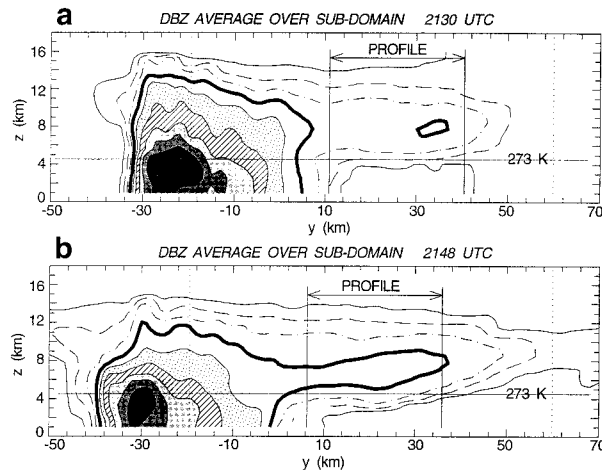 a
DBZ AVERAGE OVER SUB-DOMAIN 2130 UTC
PROFILE
16
12
8
4
0
z (km)
273 K
-50 -30 -10 10 30 50 70
y (km)
b
DBZ AVERAGE OVER SUB-DOMAIN 2148 UTC
PROFILE
16
12
8
4
0
z (km)
273 K
-50 -30 -10 10 30 50 70
y (km)